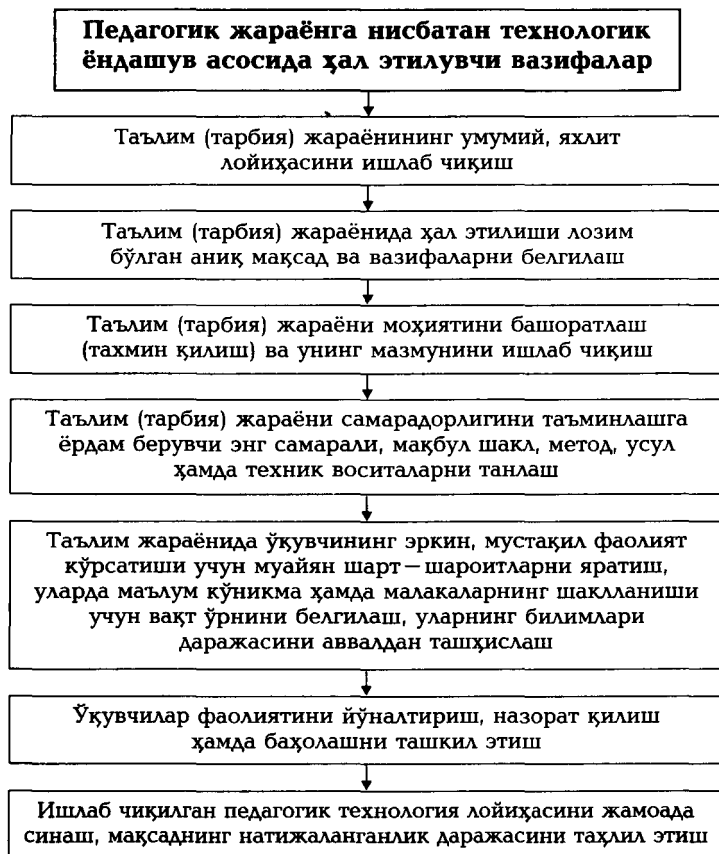 Педагогик жараёнга нисбатан технологик
ёндашув асосида ҳал этилувчи вазифалар
Таълим (тарбия) жараёнининг умумий, яхлит
лойиҳасини ишлаб чиқиш
Таълим (тарбия) жараёнида ҳал этилиши лозим
бўлган аниқ мақсад ва вазифаларни белгилаш
Таълим (тарбия) жараёни моҳиятини башоратлаш
(тахмин қилиш) ва унинг мазмунини ишлаб чиқиш
Таълим (тарбия) жараёни самарадорлигини таъминлашга
ёрдам берувчи энг самарали, мақбул шакл, метод, усул
ҳамда техник воситаларни танлаш
Таълим жараёнида ўқувчининг эркин, мустақил фаолият
кўрсатиши учун муайян шарт—шароитларни яратиш,
уларда маълум кўникма ҳамда малакаларнинг шаклланиши
учун вақт ўрнини белгилаш, уларнинг билимлари
даражасини аввалдан ташҳислаш
Ўқувчилар фаолиятини йўналтириш, назорат қилиш
ҳамда баҳолашни ташкил этиш
Ишлаб чиқилган педагогик технология лойиҳасини жамоада
синаш, мақсаднинг натижаланганлик даражасини таҳлил этиш